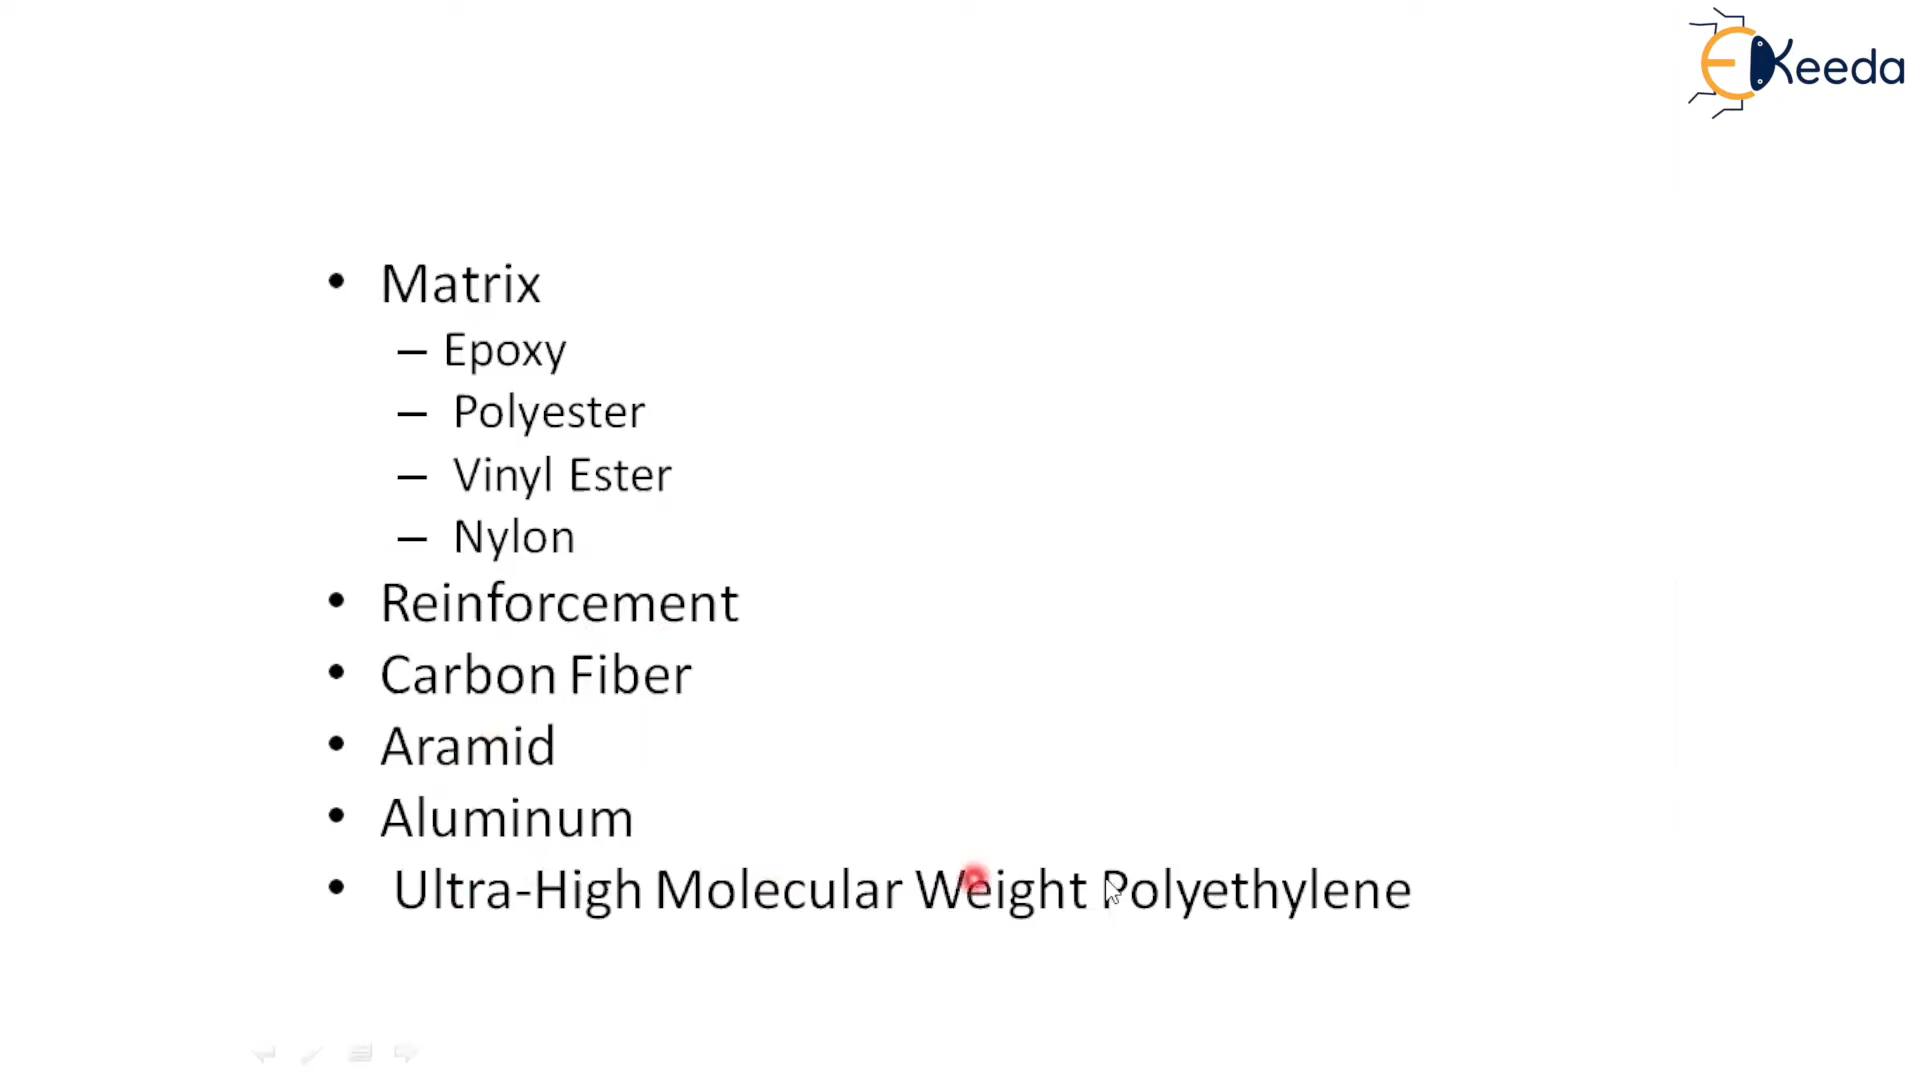 EKeeda
• Matrix
– Epoxy
– Polyester
– Vinyl Ester
– Nylon
• Reinforcement
• Carbon Fiber
• Aramid
• Aluminum
• Ultra-High Molecular Weight Polyethylene